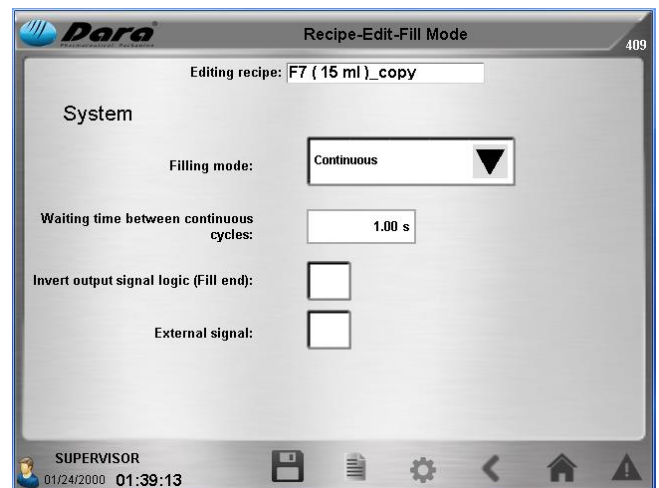 Dara
Pharmaceutical Packaging
Recipe-Edit-Fill Mode
409
Editing recipe: F7 ( 15 ml )_copy
System
Filling mode: Continuous
Waiting time between continuous
cycles: 1.00 s
Invert output signal logic (Fill end):
External signal:
SUPERVISOR
01/24/2000 01:39:13